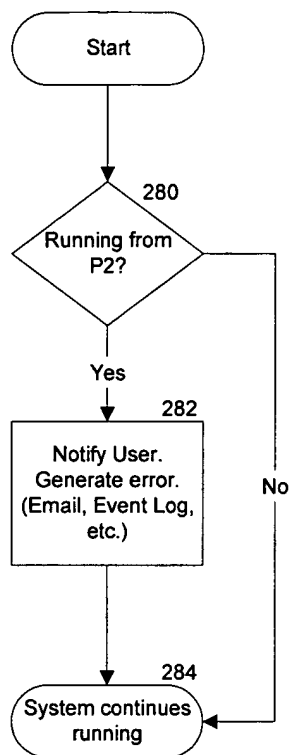 Start
280
Running from
P2?
Yes
282
Notify User.
Generate error.
(Email, Event Log,
etc.)
No
284
System continues
running